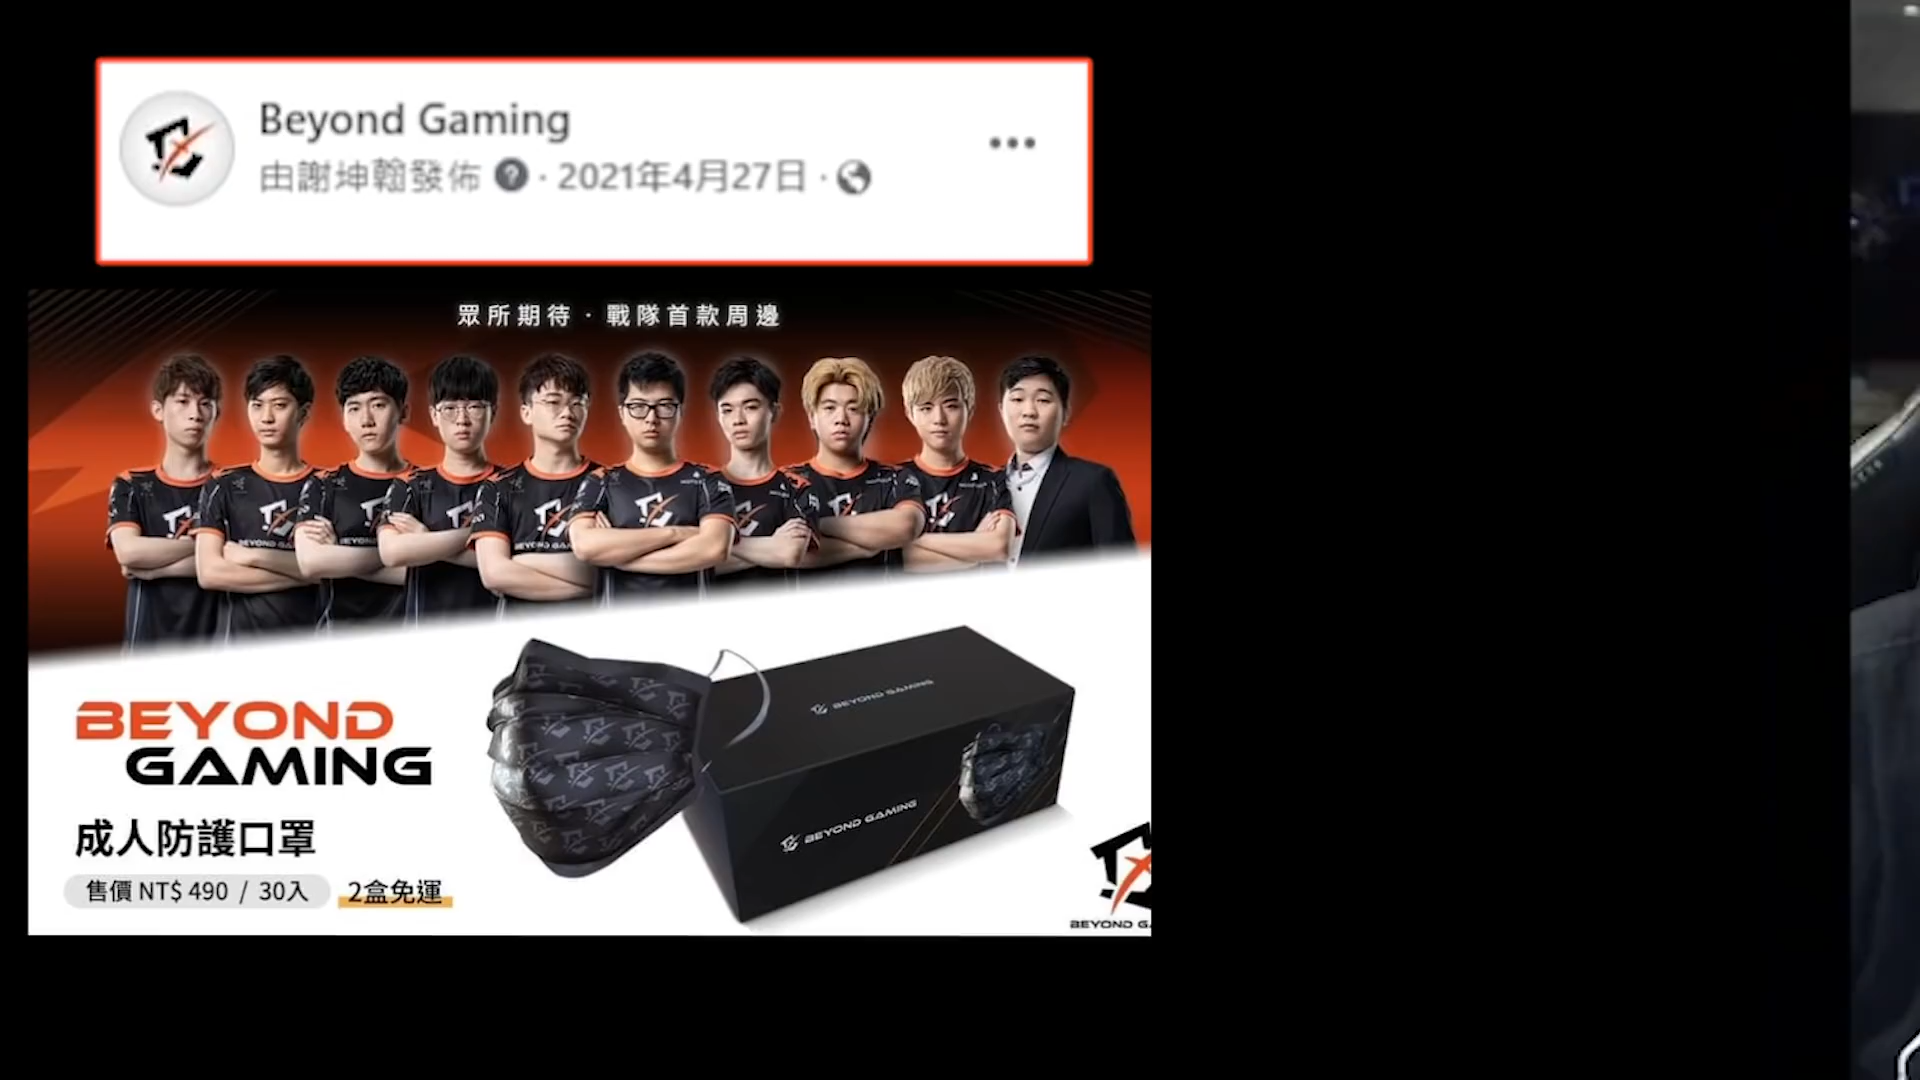 Beyond Gaming
由謝坤翰發佈 · 2021年4月27日 ·
眾所期待 · 戰隊首款周邊
BEYOND
GAMING
成人防護口罩
售價 NT$ 490 / 30入
2盒免運
BEYOND GAMING
BEYOND GAMING
BEYOND G